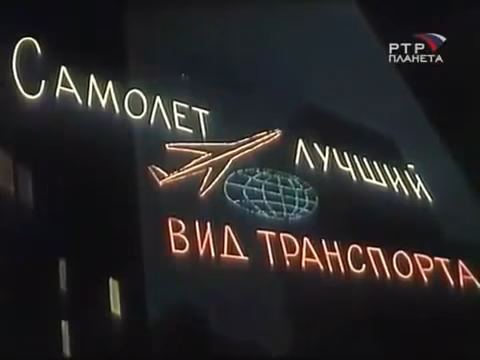 РТР
ПЛАНЕТА
САМОЛЕТ
ЛУЧШИЙ
ВИД ТРАНСПОРТА